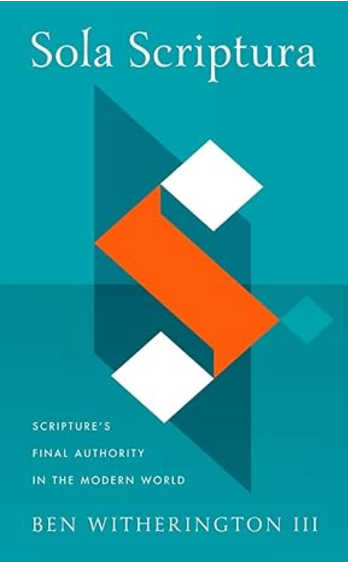 Sola Scriptura
SCRIPTURE'S
FINAL AUTHORITY
IN THE MODERN WORLD
BEN WITHERINGTON III